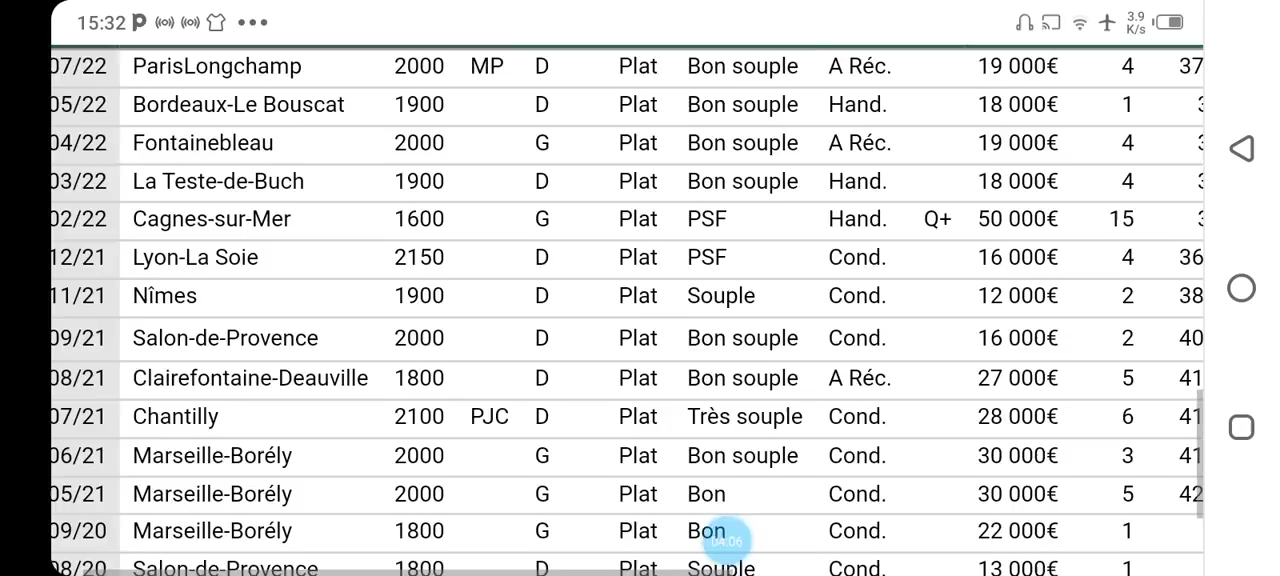 15:32 P ••• 3.9 K/s
07/22 ParisLongchamp 2000 MP D Plat Bon souple A Réc. 19 000€ 4 37
05/22 Bordeaux-Le Bouscat 1900 D Plat Bon souple Hand. 18 000€ 1 3
04/22 Fontainebleau 2000 G Plat Bon souple A Réc. 19 000€ 4 3
03/22 La Teste-de-Buch 1900 D Plat Bon souple Hand. 18 000€ 4 3
02/22 Cagnes-sur-Mer 1600 G Plat PSF Hand. Q+ 50 000€ 15 3
12/21 Lyon-La Soie 2150 D Plat PSF Cond. 16 000€ 4 36
11/21 Nîmes 1900 D Plat Souple Cond. 12 000€ 2 38
09/21 Salon-de-Provence 2000 D Plat Bon souple Cond. 16 000€ 2 40
08/21 Clairefontaine-Deauville 1800 D Plat Bon souple A Réc. 27 000€ 5 41
07/21 Chantilly 2100 PJC D Plat Très souple Cond. 28 000€ 6 41
06/21 Marseille-Borély 2000 G Plat Bon souple Cond. 30 000€ 3 41
05/21 Marseille-Borély 2000 G Plat Bon Cond. 30 000€ 5 42
09/20 Marseille-Borély 1800 G Plat Bon Cond. 22 000€ 1
04:06
08/20 Salon-de-Provence 1800 D Plat Souple Cond. 13 000€ 1